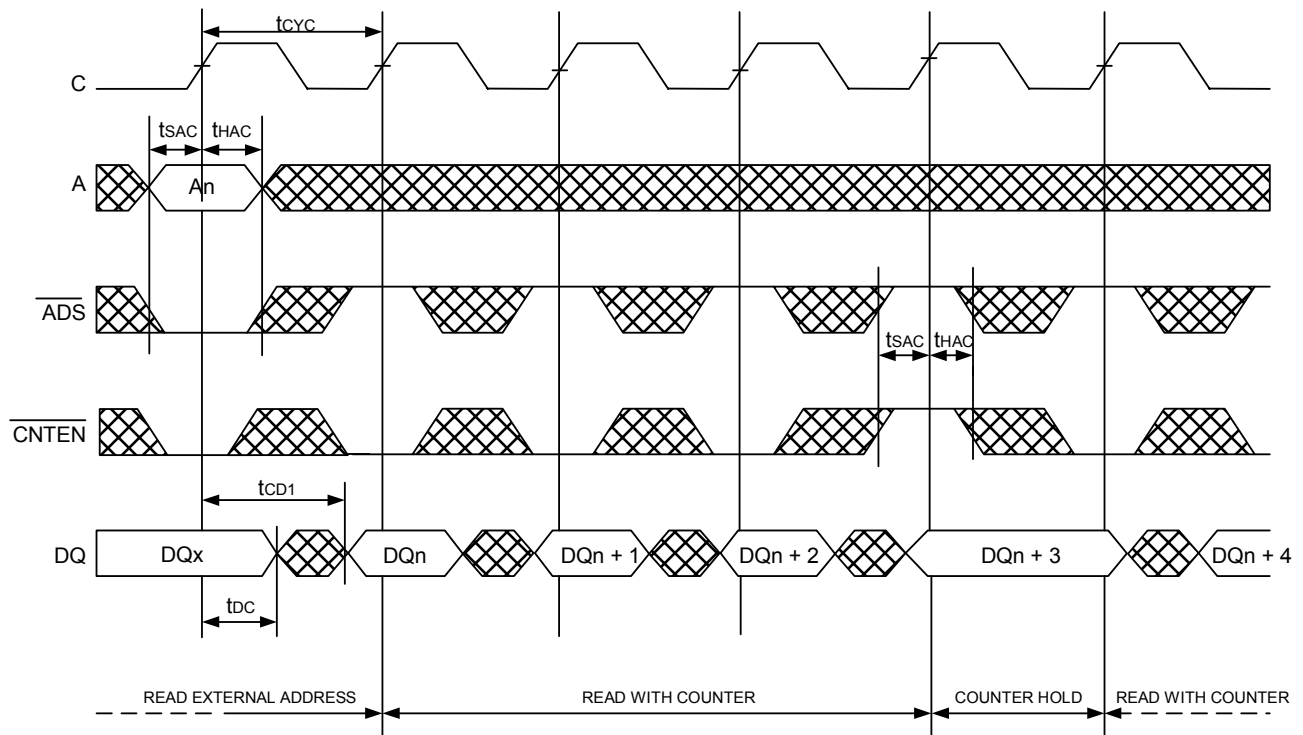 tCYC
C
tSAC tHAC
A An
ADS
tSAC tHAC
CNTEN
tCD1
DQ DQx DQn DQn + 1 DQn + 2 DQn + 3 DQn + 4
tDC
READ EXTERNAL ADDRESS READ WITH COUNTER COUNTER HOLD READ WITH COUNTER